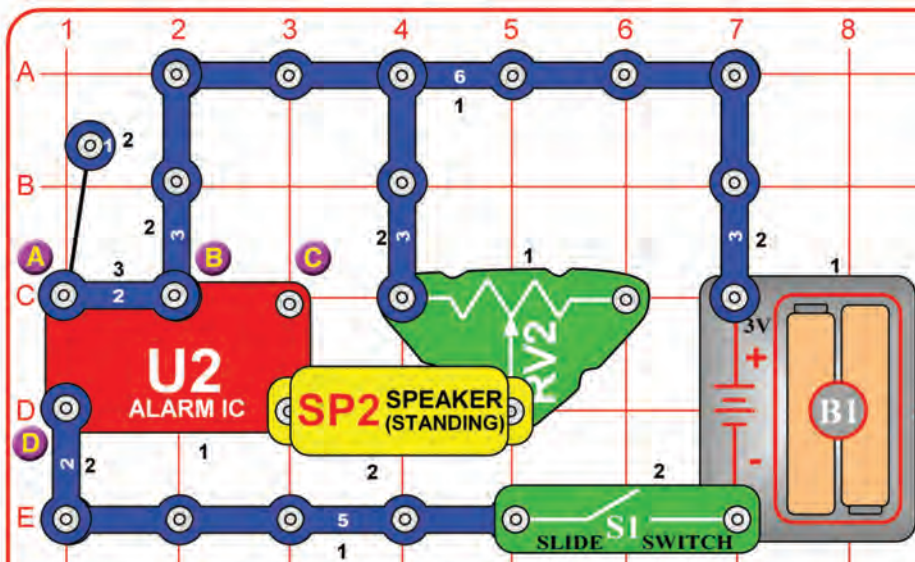 1 2 3 4 5 6 7 8
A
6
1
1 2
B
2 3
2 3
3 2
A
3
B
C
1
1
C
2
3V
+
U2
ALARM IC
RV2
D
SP2 SPEAKER
(STANDING)
B1
D
2 2
1
2
2
-
E
5
1
S1
SLIDE SWITCH